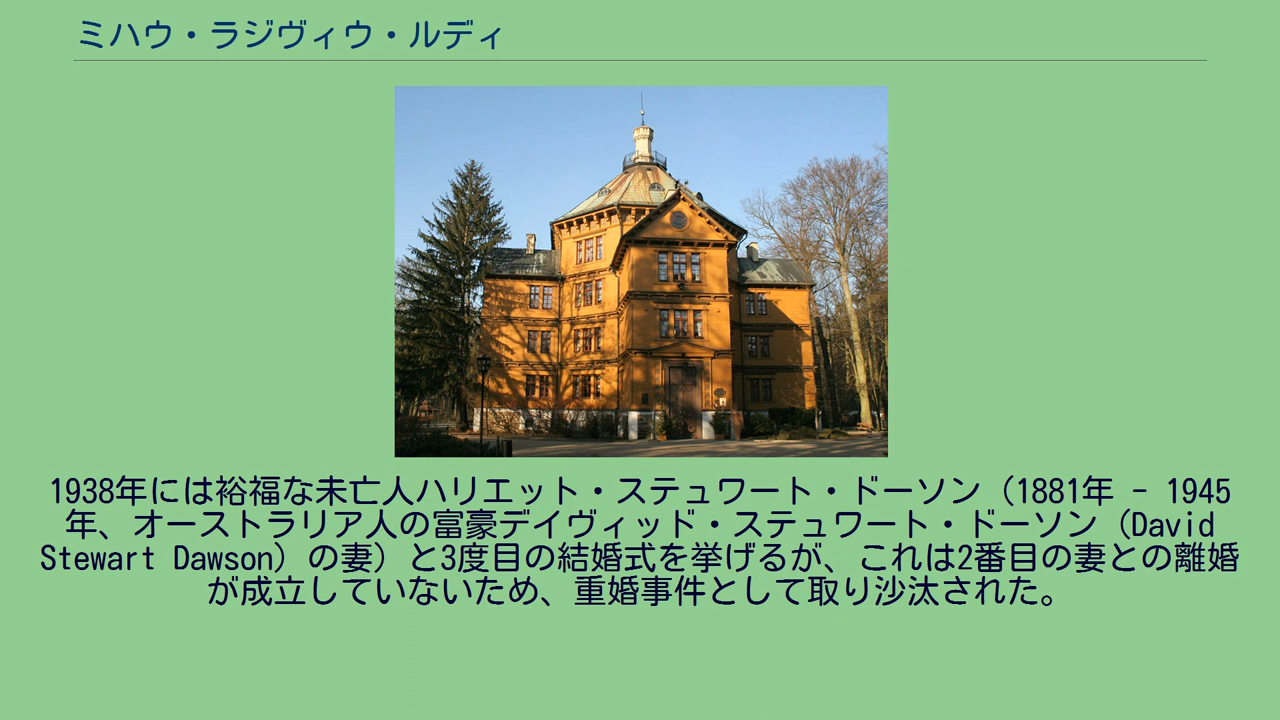 ミハウ・ラジヴィウ・ルディ
1938年には裕福な未亡人ハリエット・ステュワート・ドーソン（1881年 - 1945
年、オーストラリア人の富豪デイヴィッド・ステュワート・ドーソン（David
Stewart Dawson）の妻）と3度目の結婚式を挙げるが、これは2番目の妻との離婚
が成立していないため、重婚事件として取り沙汰された。